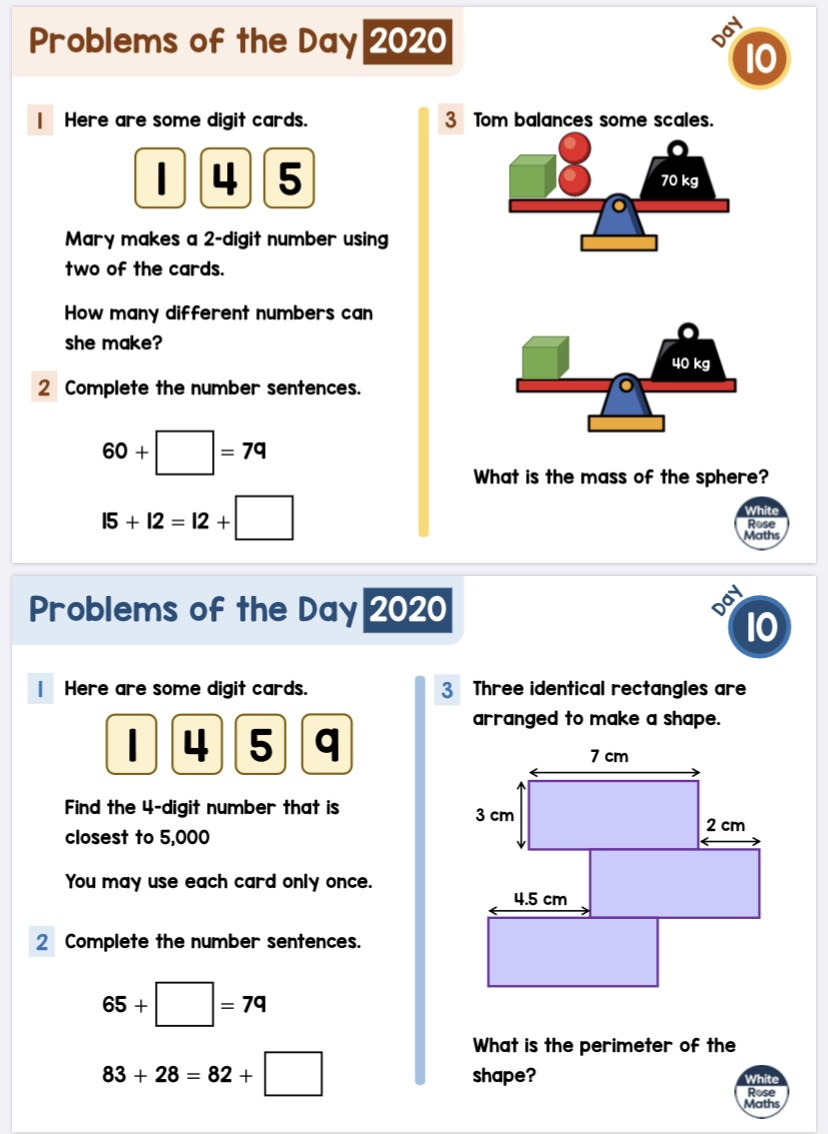 Problems of the Day 2020
Day
10
1 Here are some digit cards.
1 4 5
Mary makes a 2-digit number using
two of the cards.
How many different numbers can
she make?
2 Complete the number sentences.
60 + = 79
15 + 12 = 12 +
3 Tom balances some scales.
70 kg
40 kg
What is the mass of the sphere?
White
Rose
Maths
Problems of the Day 2020
Day
10
1 Here are some digit cards.
1 4 5 9
Find the 4-digit number that is
closest to 5,000
You may use each card only once.
2 Complete the number sentences.
65 + = 79
83 + 28 = 82 +
3 Three identical rectangles are
arranged to make a shape.
7 cm
3 cm
2 cm
4.5 cm
What is the perimeter of the
shape?
White
Rose
Maths